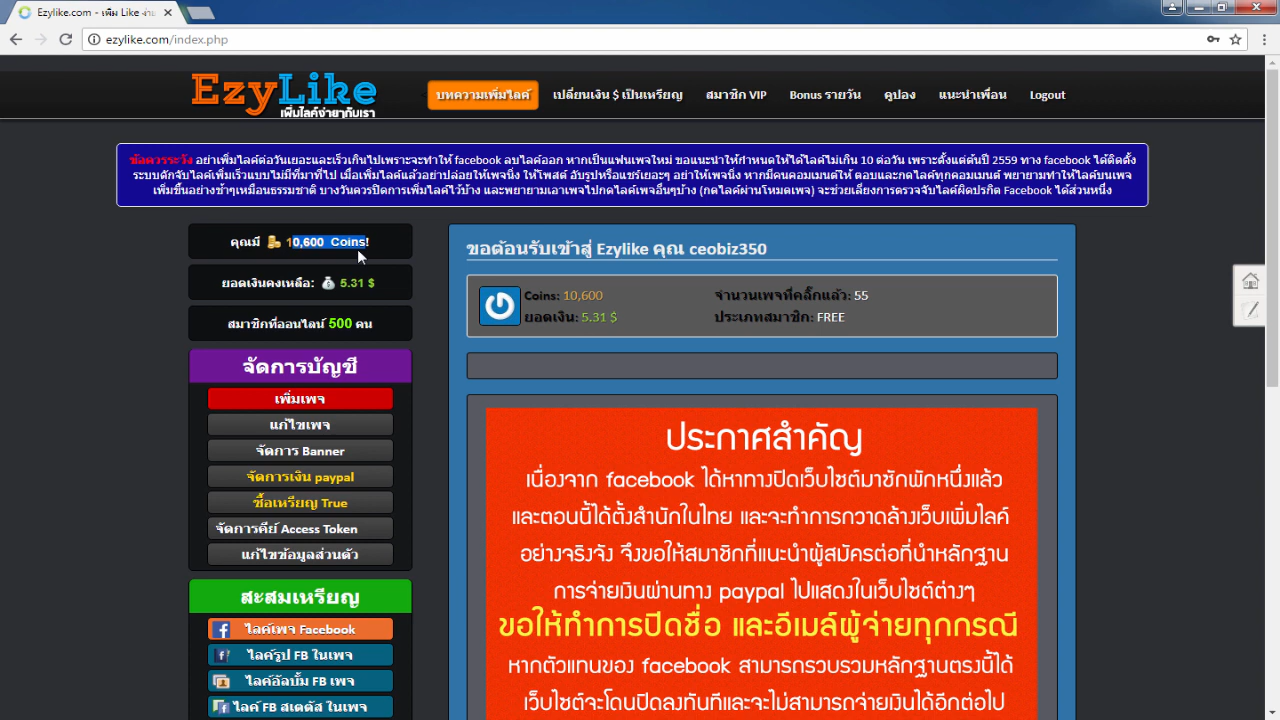 Ezylike.com - เพิ่ม Like ง่าย
ezylike.com/index.php
EzyLike
เพิ่มไลค์ง่ายๆกับเรา
บทความเพิ่มไลค์ เปลี่ยนเงิน $ เป็นเหรียญ สมาชิก VIP Bonus รายวัน คูปอง แนะนำเพื่อน Logout
ข้อควรระวัง อย่าเพิ่มไลค์ต่อวันเยอะและเร็วเกินไปเพราะจะทำให้ facebook ลบไลค์ออก หากเป็นแฟนเพจใหม่ ขอแนะนำให้กำหนดให้ได้ไลค์ไม่เกิน 10 ต่อวัน เพราะตั้งแต่ต้นปี 2559 ทาง facebook ได้ติดตั้ง
ระบบดักจับไลค์เพิ่มเร็วแบบไม่มีที่มาที่ไป เมื่อเพิ่มไลค์แล้วอย่าปล่อยให้เพจนิ่ง ให้โพสต์ อับรูปหรือแชร์เยอะๆ อย่าให้เพจนิ่ง หากมีคนคอมเมนต์ให้ ตอบและกดไลค์ทุกคอมเมนต์ พยายามทำให้ไลค์บนเพจ
เพิ่มขึ้นอย่างช้าๆเหมือนธรรมชาติ บางวันควรปิดการเพิ่มไลค์ไว้บ้าง และพยายามเอาเพจไปกดไลค์เพจอื่นๆบ้าง (กดไลค์ผ่านโหมดเพจ) จะช่วยเลี่ยงการตรวจจับไลค์ผิดปรกติ Facebook ได้ส่วนหนึ่ง
คุณมี 10,600 Coins!
ยอดเงินคงเหลือ: 5.31 $
สมาชิกที่ออนไลน์ 500 คน
จัดการบัญชี
เพิ่มเพจ
แก้ไขเพจ
จัดการ Banner
จัดการเงิน paypal
ซื้อเหรียญ True
จัดการคีย์ Access Token
แก้ไขข้อมูลส่วนตัว
สะสมเหรียญ
ไลค์เพจ Facebook
ไลค์รูป FB ในเพจ
ไลค์อัลบั้ม FB เพจ
ไลค์ FB สเตตัส ในเพจ
ขอต้อนรับเข้าสู่ Ezylike คุณ ceobiz350
Coins: 10,600 จำนวนเพจที่คลิ๊กแล้ว: 55
ยอดเงิน: 5.31 $ ประเภทสมาชิก: FREE
ประกาศสำคัญ
เนื่องจาก facebook ได้หาทางปิดเว็บไซต์มาซักพักหนึ่งแล้ว
และตอนนี้ได้ตั้งสำนักในไทย และจะทำการกวาดล้างเว็บเพิ่มไลค์
อย่างจริงจัง จึงขอให้สมาชิกที่แนะนำผู้สมัครต่อที่นำหลักฐาน
การจ่ายเงินผ่านทาง paypal ไปแสดงในเว็บไซต์ต่างๆ
ขอให้ทำการปิดชื่อ และอีเมล์ผู้จ่ายทุกกรณี
หากตัวแทนของ facebook สามารถรวบรวมหลักฐานตรงนี้ได้
เว็บไซต์จะโดนปิดลงทันทีและจะไม่สามารถจ่ายเงินได้อีกต่อไป